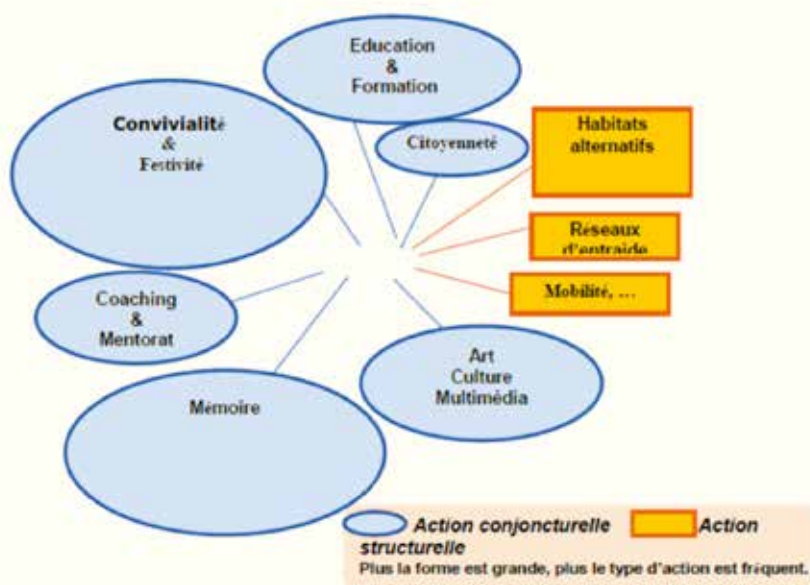 Education
&
Formation
Convivialité
&
Festivité
Citoyenneté
Habitats
alternatifs
Réseaux
d'entraide
Mobilité, ...
Coaching
&
Mentorat
Art
Culture
Multimédia
Mémoire
Action conjoncturelle Action
structurelle
Plus la forme est grande, plus le type d'action est fréquent.